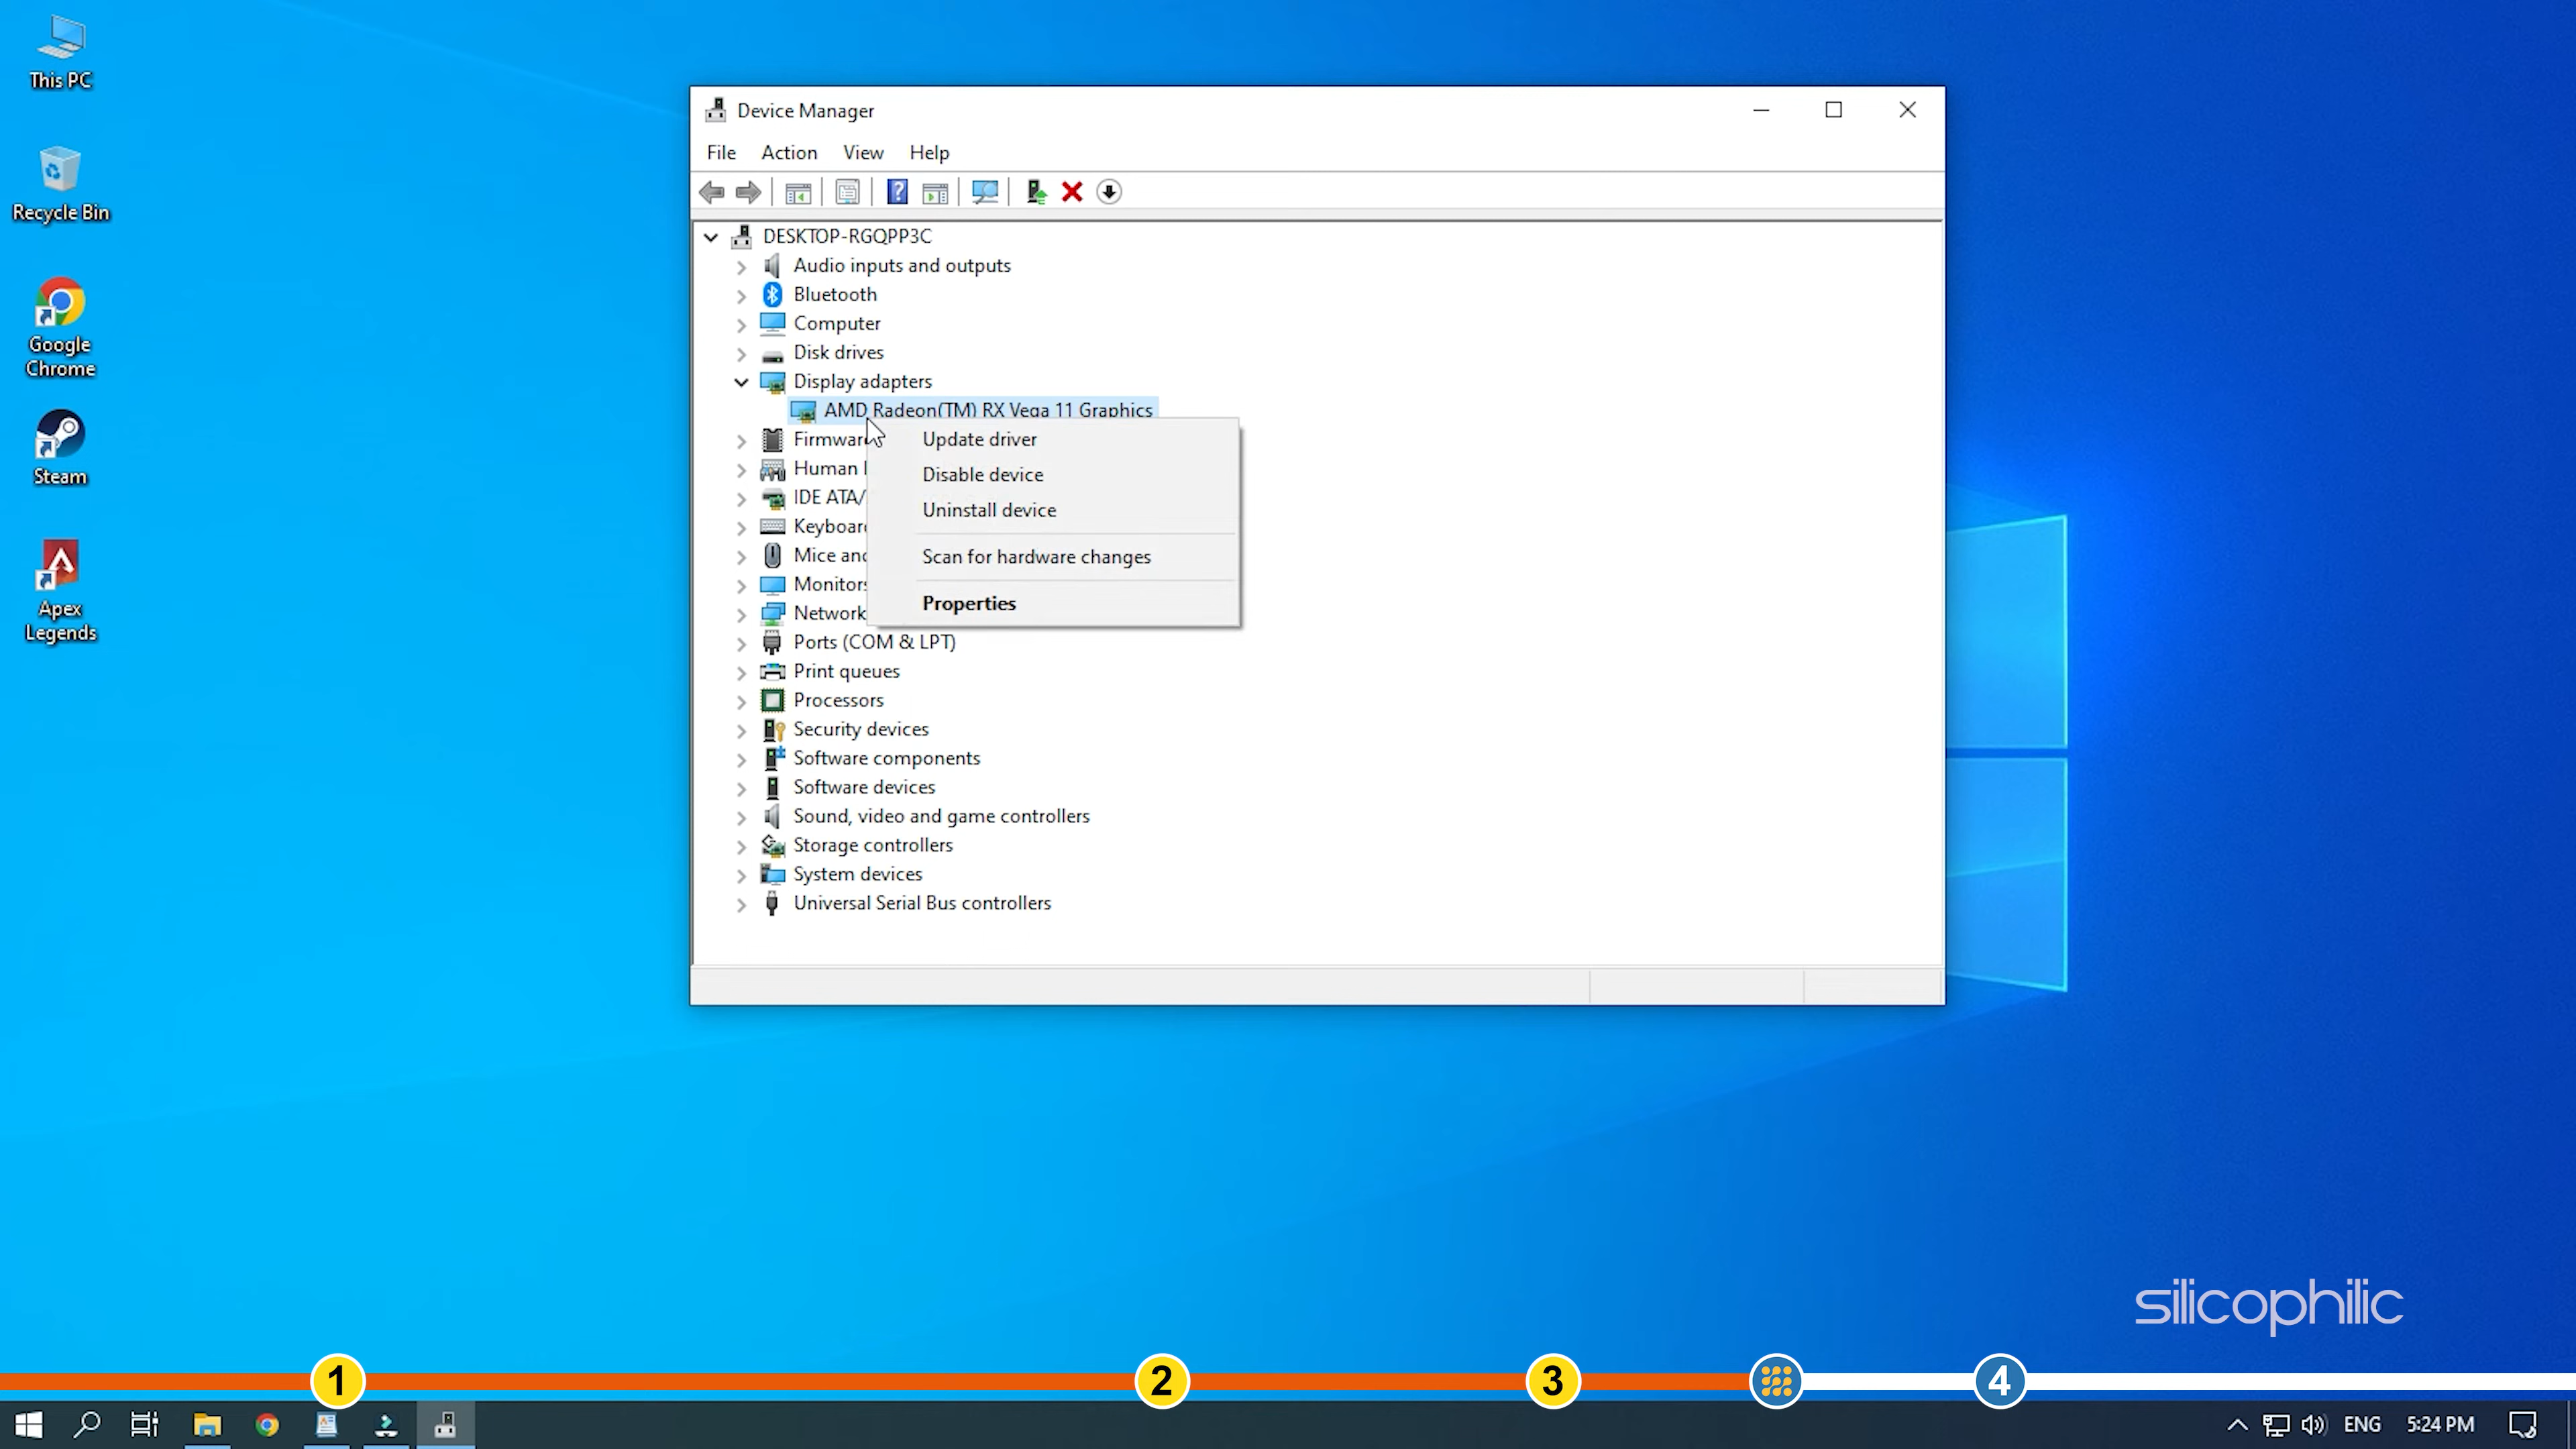 This PC
Recycle Bin
Google
Chrome
Steam
Apex
Legends
Device Manager
File Action View Help
DESKTOP-RGQPP3C
Audio inputs and outputs
Bluetooth
Computer
Disk drives
Display adapters
AMD Radeon(TM) RX Vega 11 Graphics
Firmware
Human I
IDE ATA/
Keyboar
Mice and
Monitors
Network
Ports (COM & LPT)
Print queues
Processors
Security devices
Software components
Software devices
Sound, video and game controllers
Storage controllers
System devices
Universal Serial Bus controllers
Update driver
Disable device
Uninstall device
Scan for hardware changes
Properties
silicophilic
1 2 3 4
ENG 5:24 PM